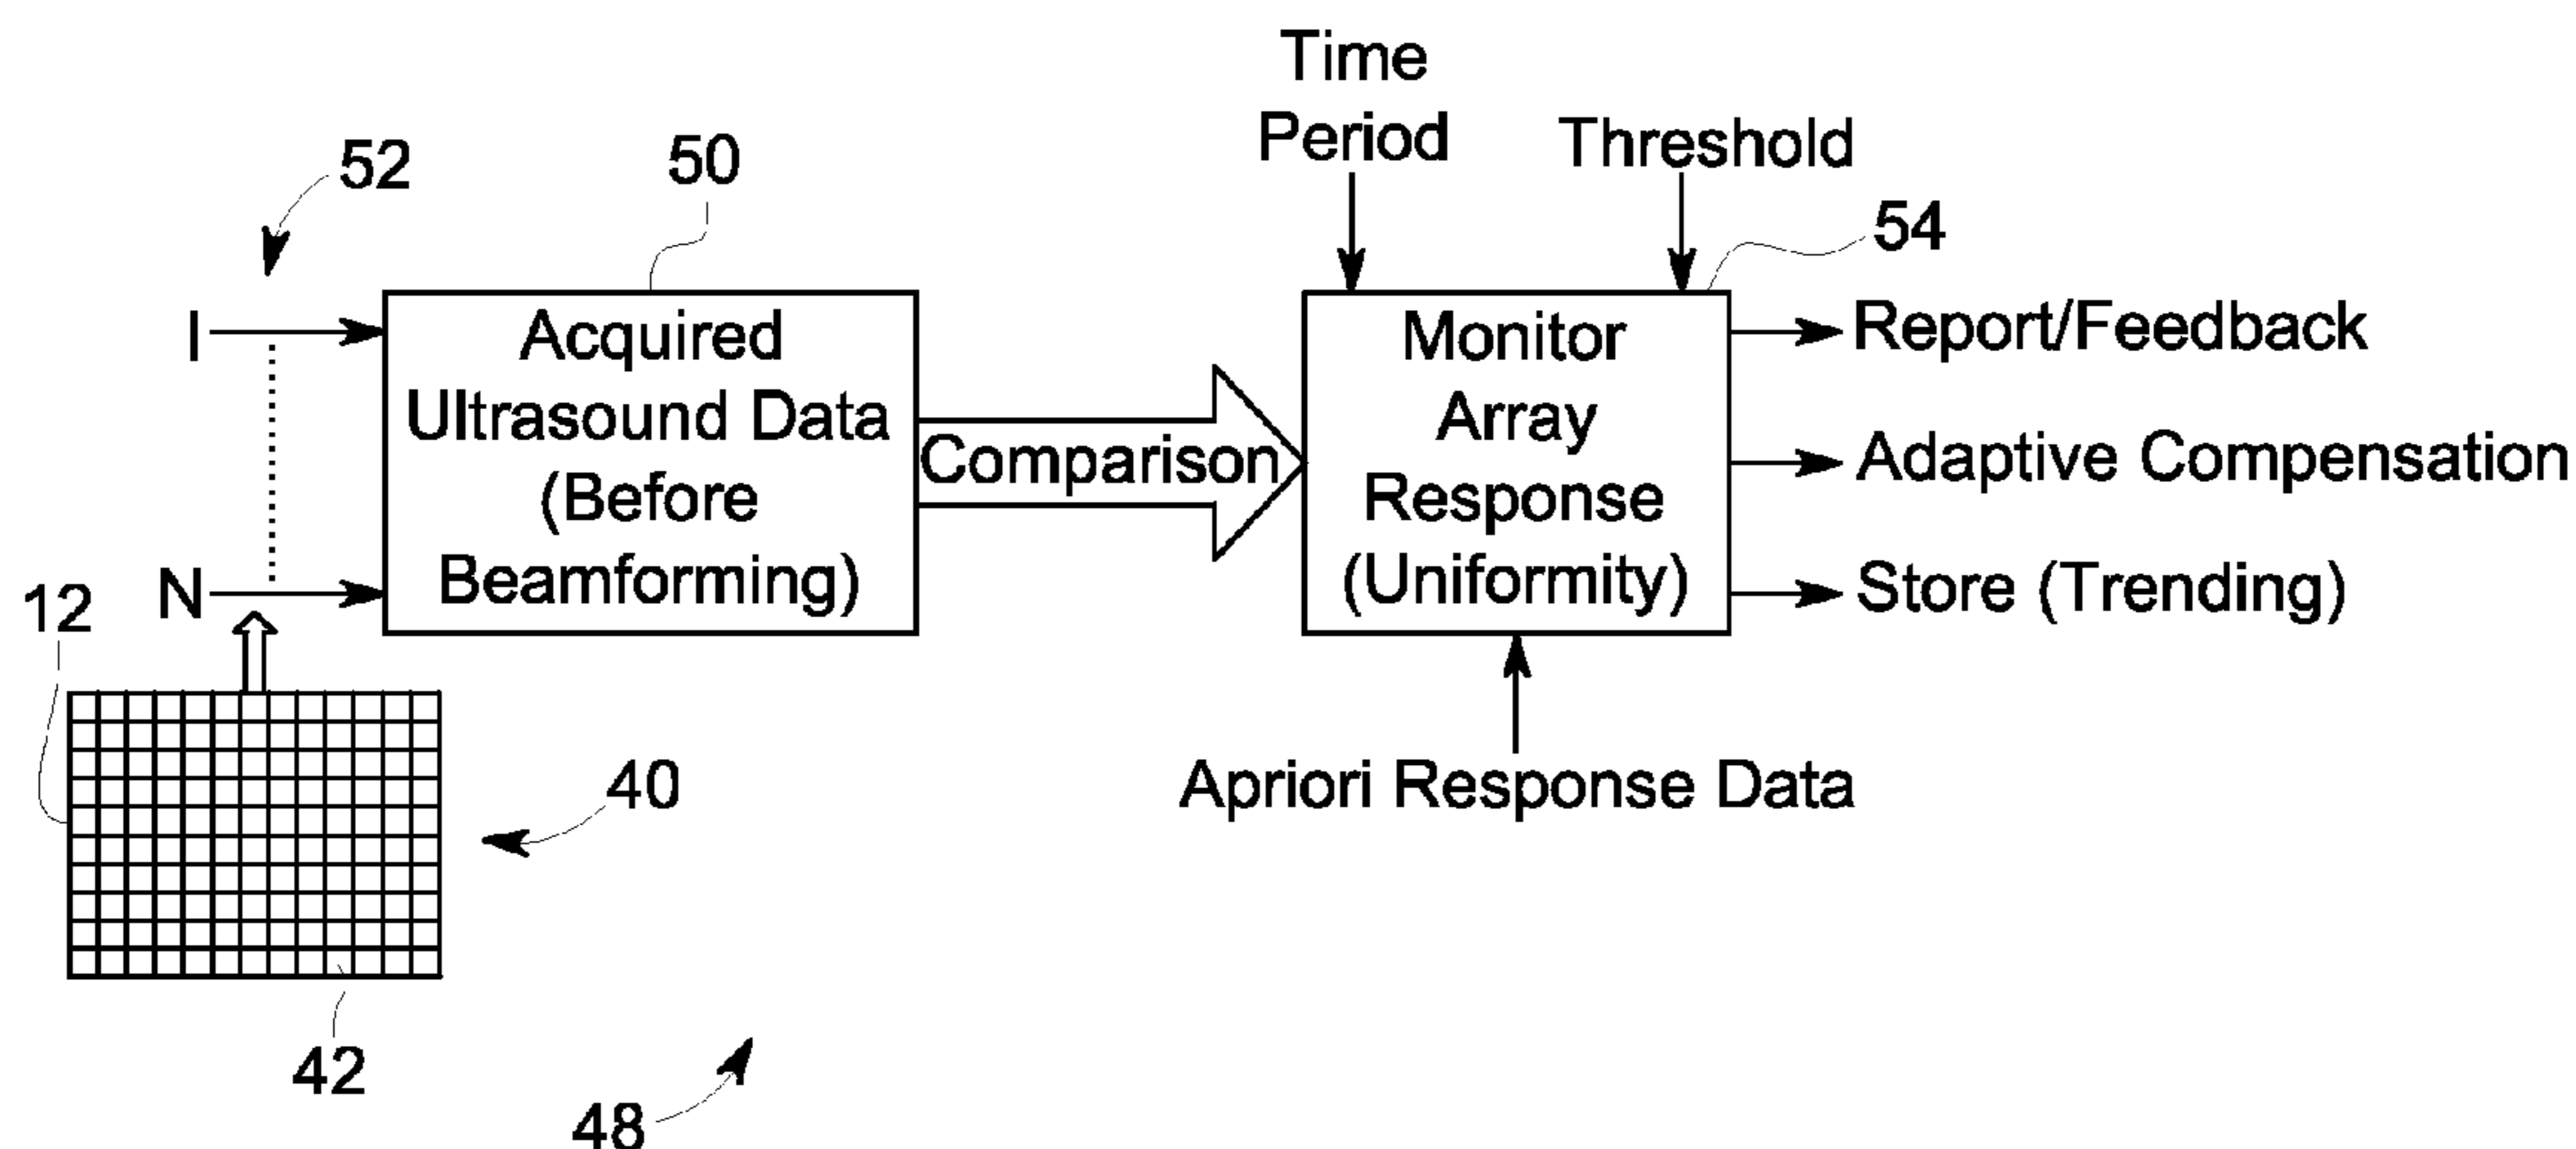 Time
Period
Threshold
52
50
54
I
Acquired
Ultrasound Data
(Before
Beamforming)
N
Comparison
Monitor
Array
Response
(Uniformity)
Report/Feedback
Adaptive Compensation
Store (Trending)
12
40
Apriori Response Data
42
48